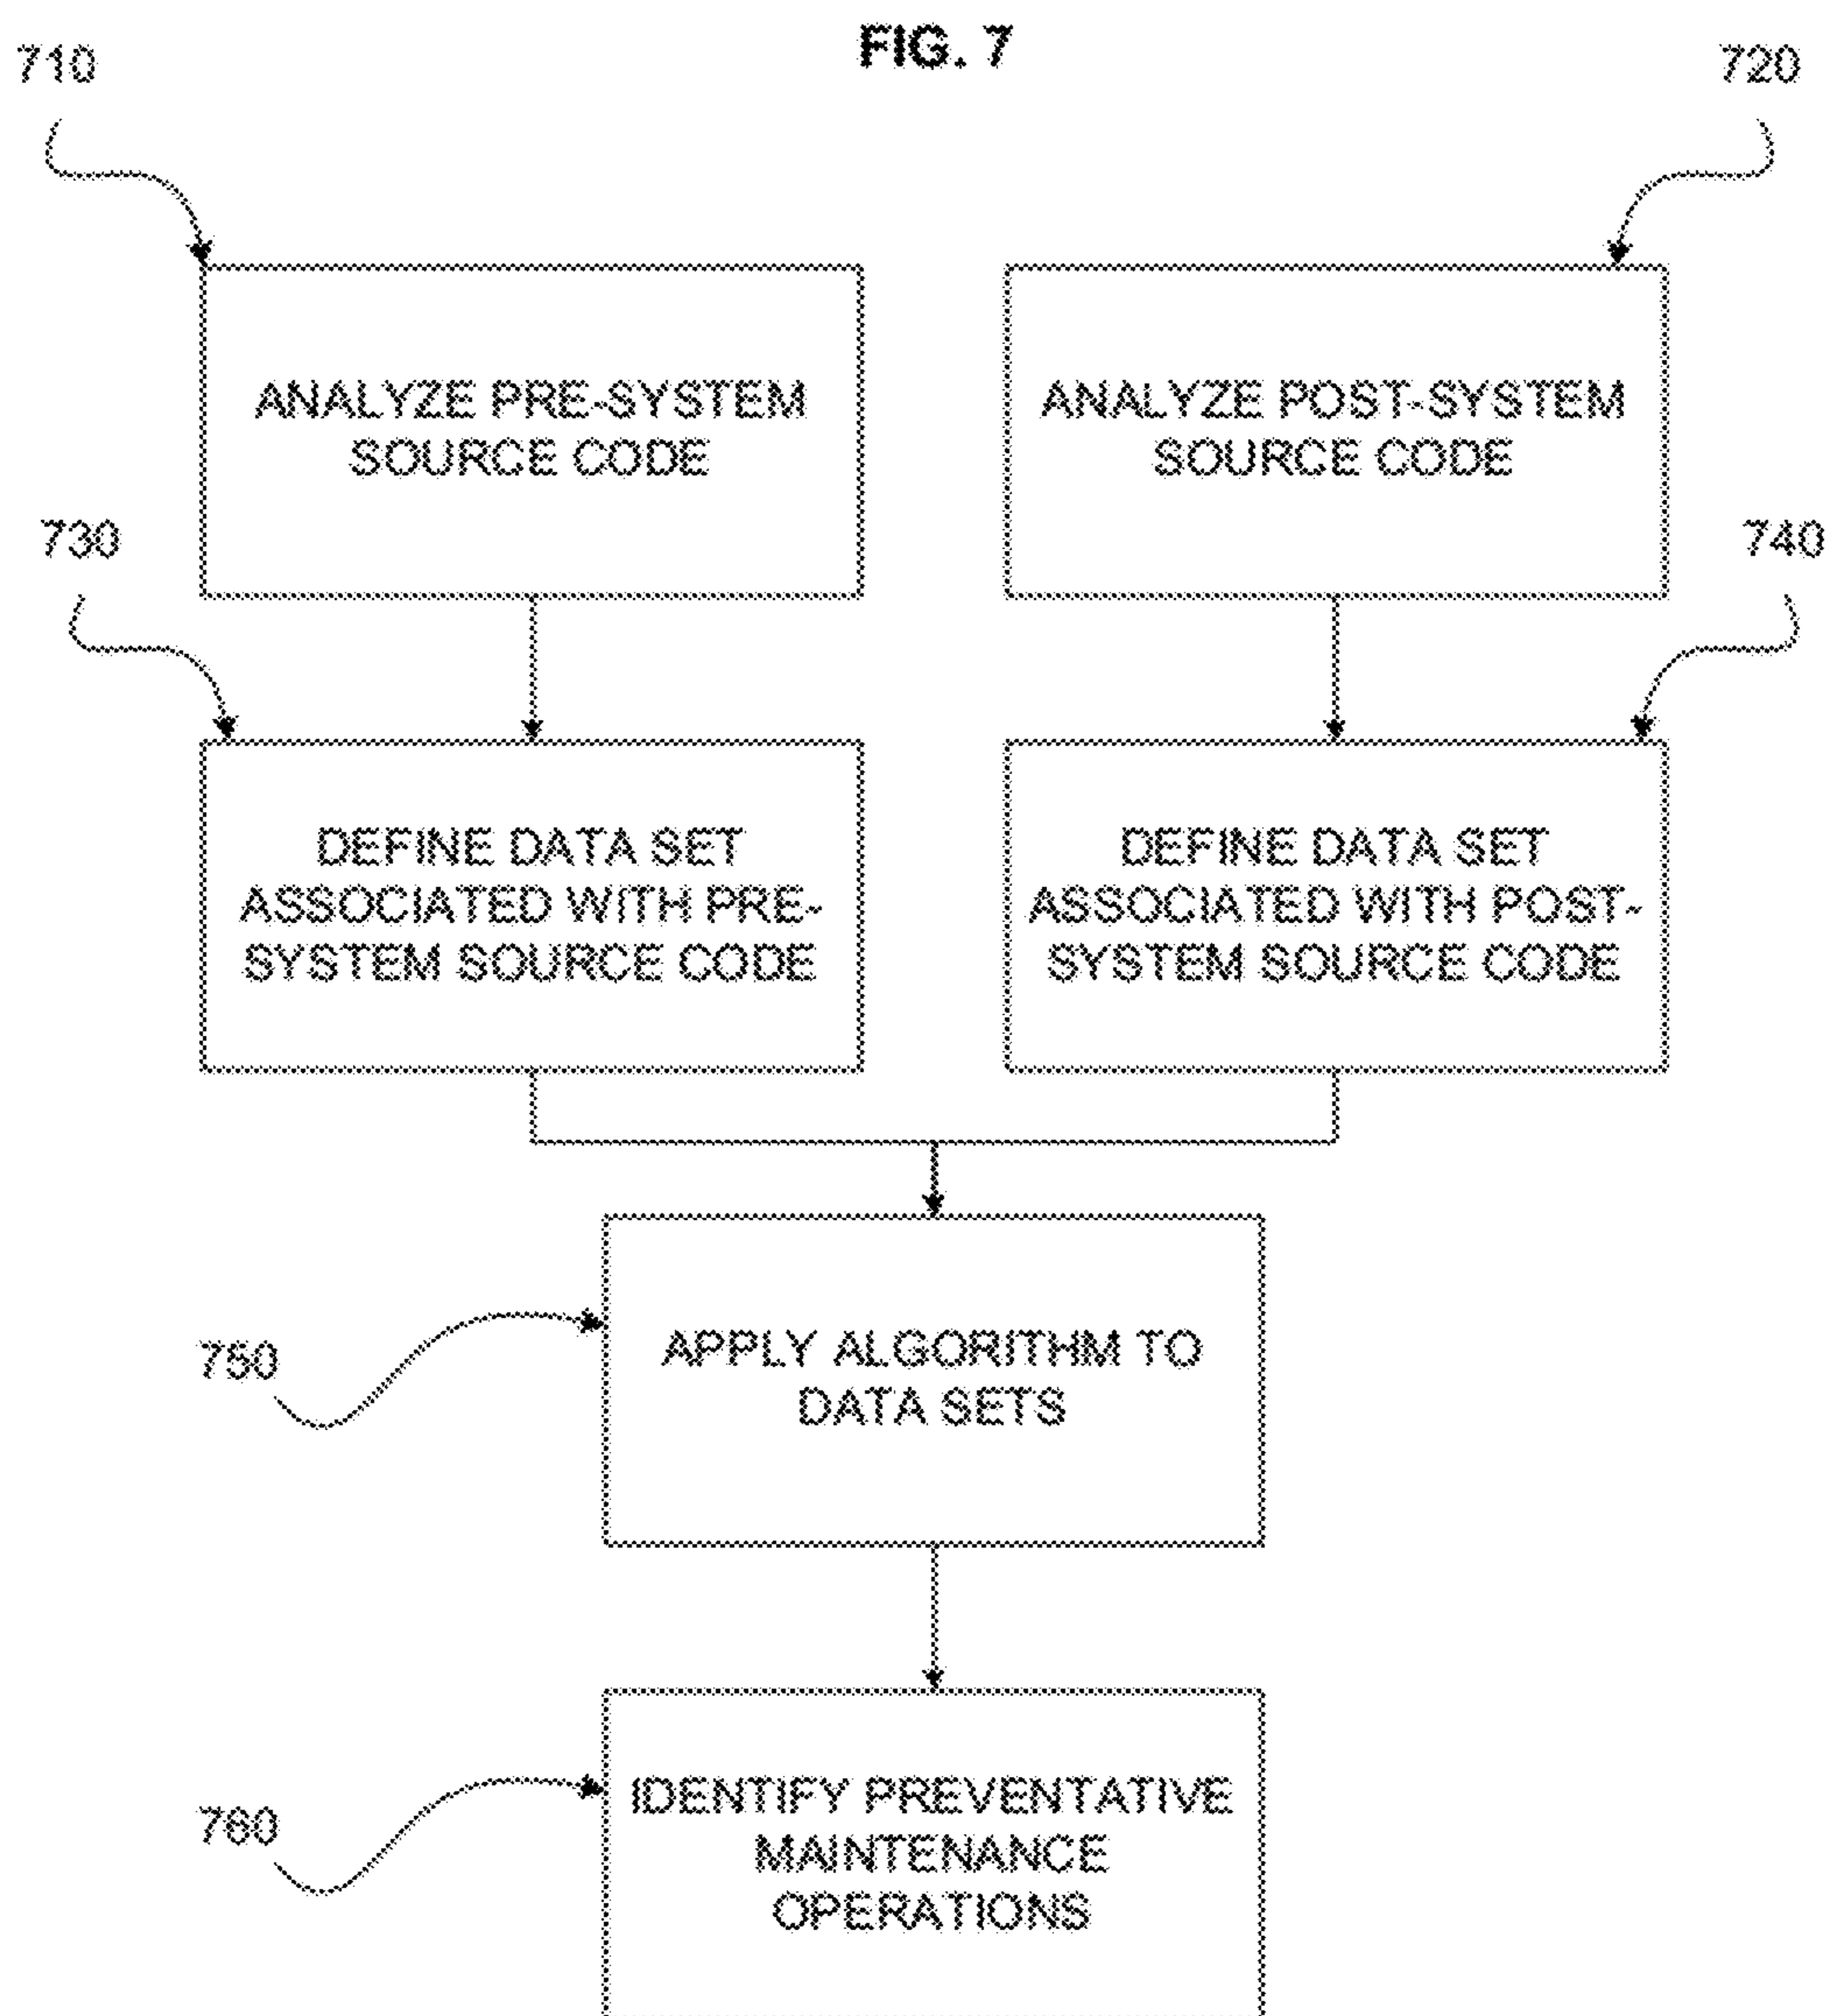 FIG. 7
710
720
ANALYZE PRE-SYSTEM
SOURCE CODE
ANALYZE POST-SYSTEM
SOURCE CODE
730
740
DEFINE DATA SET
ASSOCIATED WITH PRE-
SYSTEM SOURCE CODE
DEFINE DATA SET
ASSOCIATED WITH POST-
SYSTEM SOURCE CODE
750
APPLY ALGORITHM TO
DATA SETS
760
IDENTIFY PREVENTATIVE
MAINTENANCE
OPERATIONS